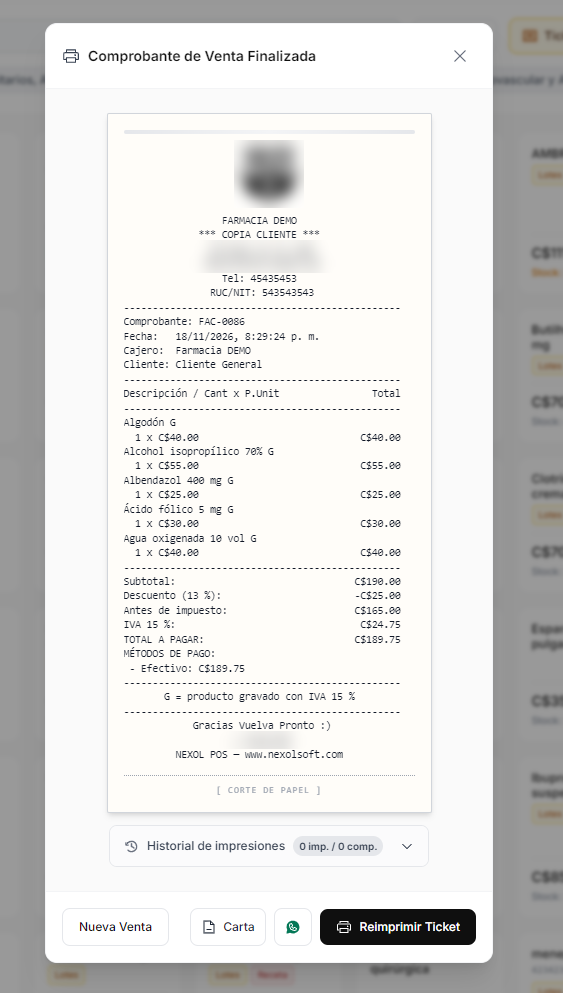 Comprobante de Venta Finalizada
FARMACIA DEMO
*** COPIA CLIENTE ***
Tel: 45435453
RUC/NIT: 543543543
Comprobante: FAC-0086
Fecha: 18/11/2026, 8:29:24 p. m.
Cajero: Farmacia DEMO
Cliente: Cliente General
Descripción / Cant x P.Unit Total
Algodón G
1 x C$40.00 C$40.00
Alcohol isopropílico 70% G
1 x C$55.00 C$55.00
Albendazol 400 mg G
1 x C$25.00 C$25.00
Ácido fólico 5 mg G
1 x C$30.00 C$30.00
Agua oxigenada 10 vol G
1 x C$40.00 C$40.00
Subtotal: C$190.00
Descuento (13 %): -C$25.00
Antes de impuesto: C$165.00
IVA 15 %: C$24.75
TOTAL A PAGAR: C$189.75
MÉTODOS DE PAGO:
- Efectivo: C$189.75
G = producto gravado con IVA 15 %
Gracias Vuelva Pronto :)
NEXOL POS — www.nexolsoft.com
[ CORTE DE PAPEL ]
Historial de impresiones 0 imp. / 0 comp.
Nueva Venta Carta Reimprimir Ticket